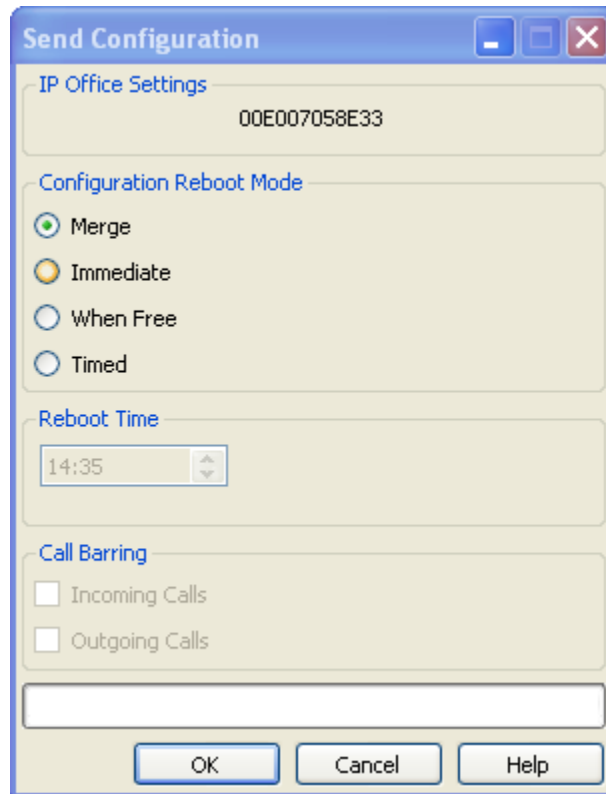 Send Configuration
IP Office Settings
00E007058E33
Configuration Reboot Mode
Merge
Immediate
When Free
Timed
Reboot Time
14:35
Call Barring
Incoming Calls
Outgoing Calls
OK Cancel Help